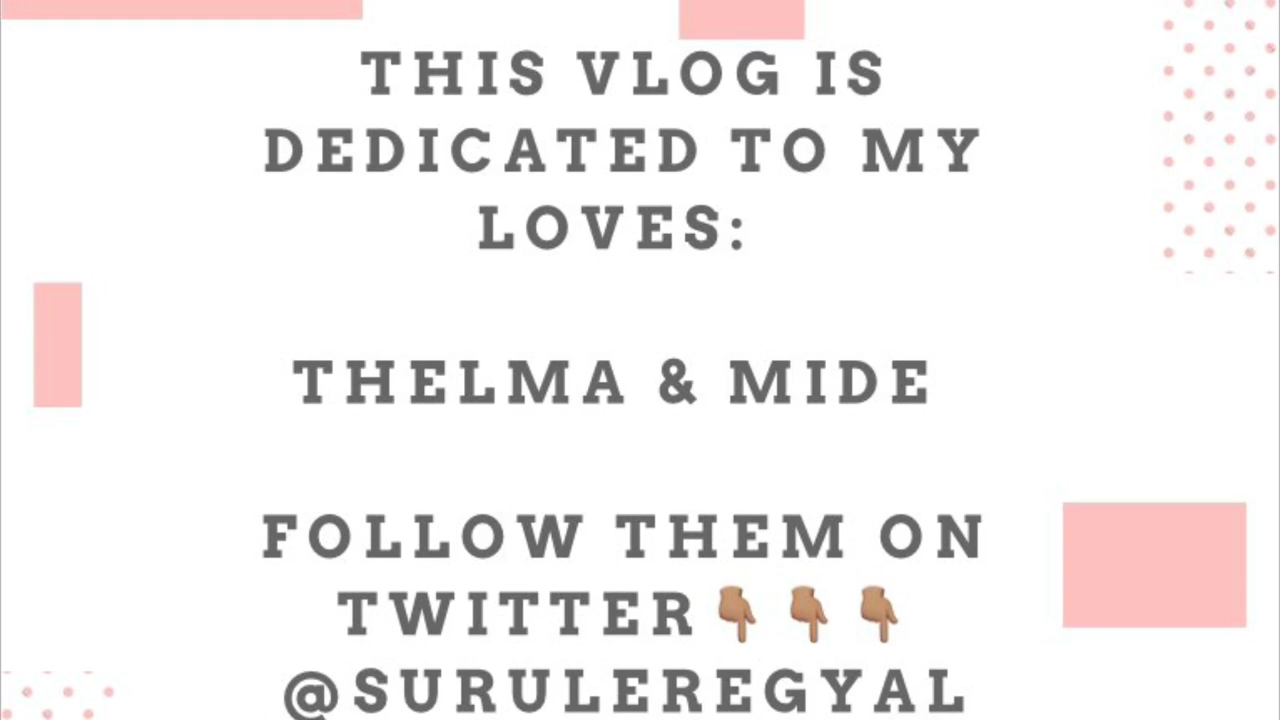 THIS VLOG IS
DEDICATED TO MY
LOVES:
THELMA & MIDE
FOLLOW THEM ON
TWITTER👇🏽👇🏽👇🏽
@SURULEREGYAL